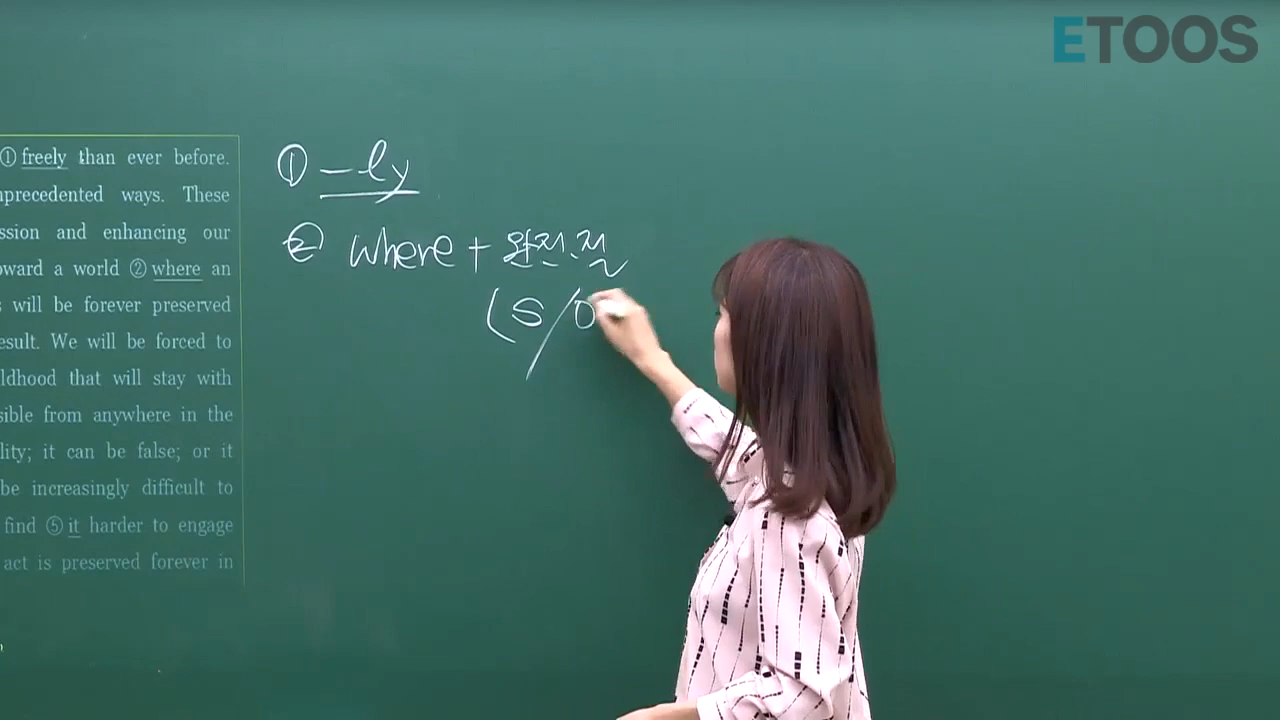 ETOOS
① freely than ever before.
nprecedented ways. These
ssion and enhancing our
oward a world ② where an
s will be forever preserved
esult. We will be forced to
ldhood that will stay with
sible from anywhere in the
lity; it can be false; or it
be increasingly difficult to
find ⑤ it harder to engage
act is preserved forever in
① -ly
② where + 완전.절
(S/O